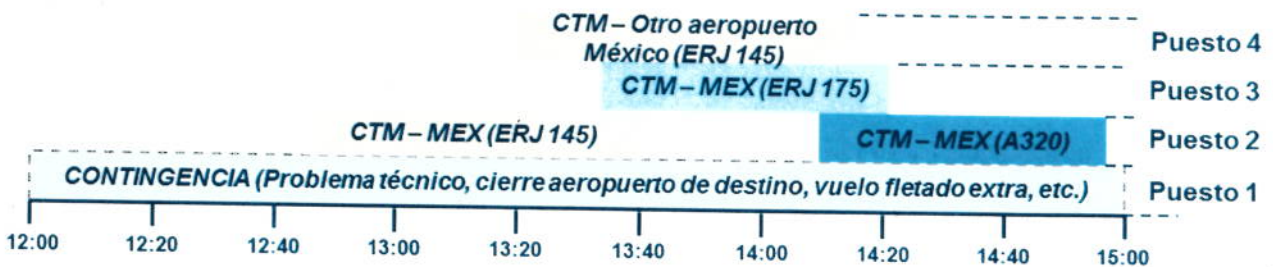 CTM – Otro aeropuerto
México (ERJ 145)
Puesto 4
CTM – MEX (ERJ 175)
Puesto 3
CTM – MEX (ERJ 145)
CTM – MEX (A320)
Puesto 2
CONTINGENCIA (Problema técnico, cierre aeropuerto de destino, vuelo fletado extra, etc.)
Puesto 1
12:00 12:20 12:40 13:00 13:20 13:40 14:00 14:20 14:40 15:00